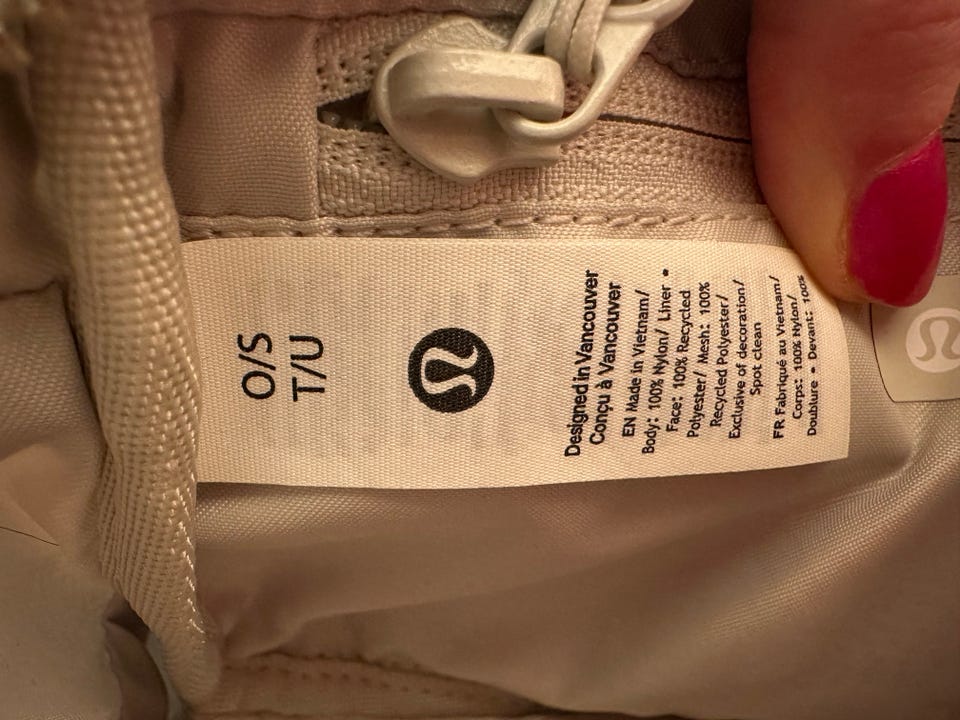 O/S
T/U
Designed in Vancouver
Conçu à Vancouver
EN Made in Vietnam/
Body: 100% Nylon/ Liner •
Face: 100% Recycled
Polyester/ Mesh: 100%
Recycled Polyester/
Exclusive of decoration/
Spot clean
FR Fabriqué au Vietnam/
Corps: 100% Nylon/
Doublure • Devant: 100%